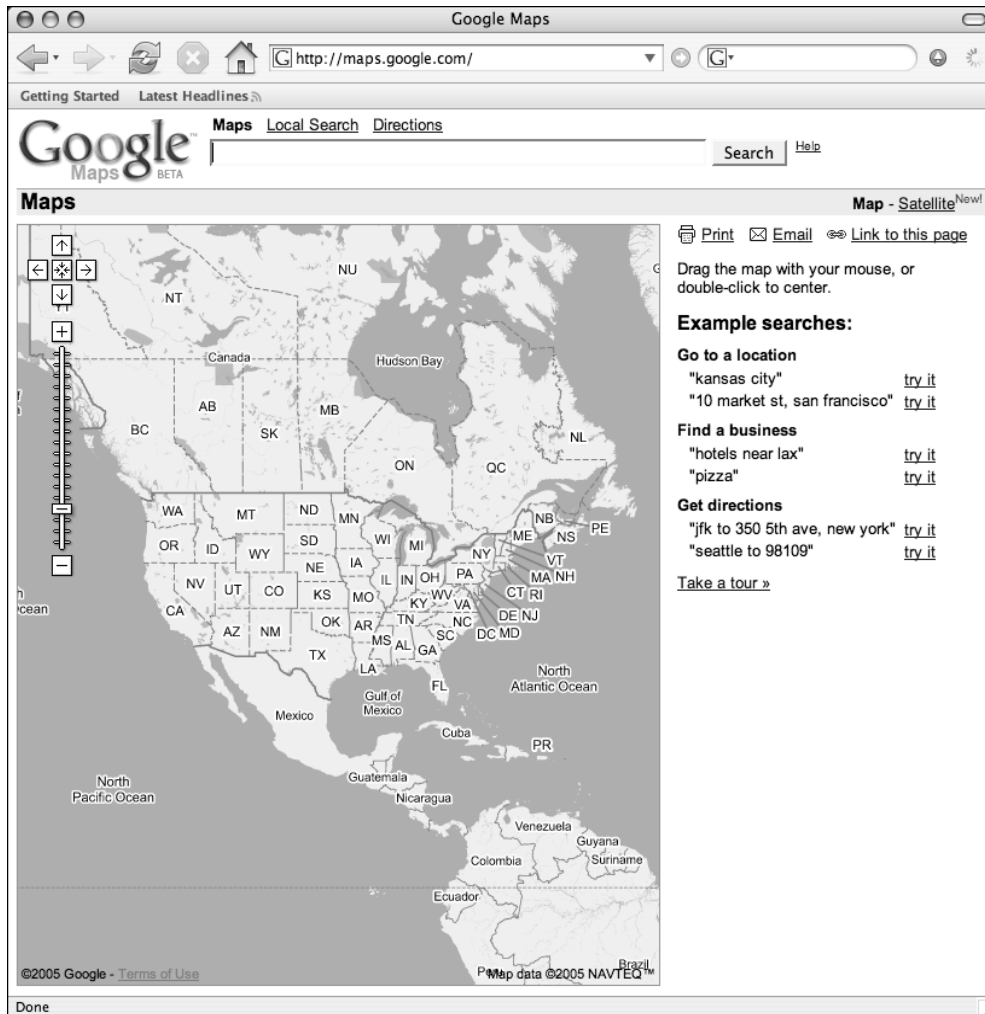 Google Maps
http://maps.google.com/
G
Getting Started Latest Headlines
Google™ Maps BETA
Maps Local Search Directions
Search Help
Maps
Map - Satellite New!
Print Email Link to this page
Drag the map with your mouse, or
double-click to center.
Example searches:
Go to a location
"kansas city" try it
"10 market st, san francisco" try it
Find a business
"hotels near lax" try it
"pizza" try it
Get directions
"jfk to 350 5th ave, new york" try it
"seattle to 98109" try it
Take a tour »
NU
NT
Canada
Hudson Bay
AB
MB
BC
SK
NL
ON
QC
WA
MT
ND
MN
NB
PE
OR
ID
WY
SD
WI
MI
NY
ME
NS
NE
IA
VT
NV
UT
CO
KS
MO
IL
IN
OH
PA
MA
NH
CA
KY
WV
VA
CT
RI
AZ
NM
OK
AR
TN
NC
DE
NJ
TX
MS
AL
GA
SC
DC
MD
LA
FL
North
Atlantic Ocean
Gulf of
Mexico
Mexico
Cuba
PR
North
Pacific Ocean
Guatemala
Nicaragua
Venezuela
Guyana
Suriname
Colombia
Ecuador
Brazil
©2005 Google - Terms of Use
Map data ©2005 NAVTEQ™
Done